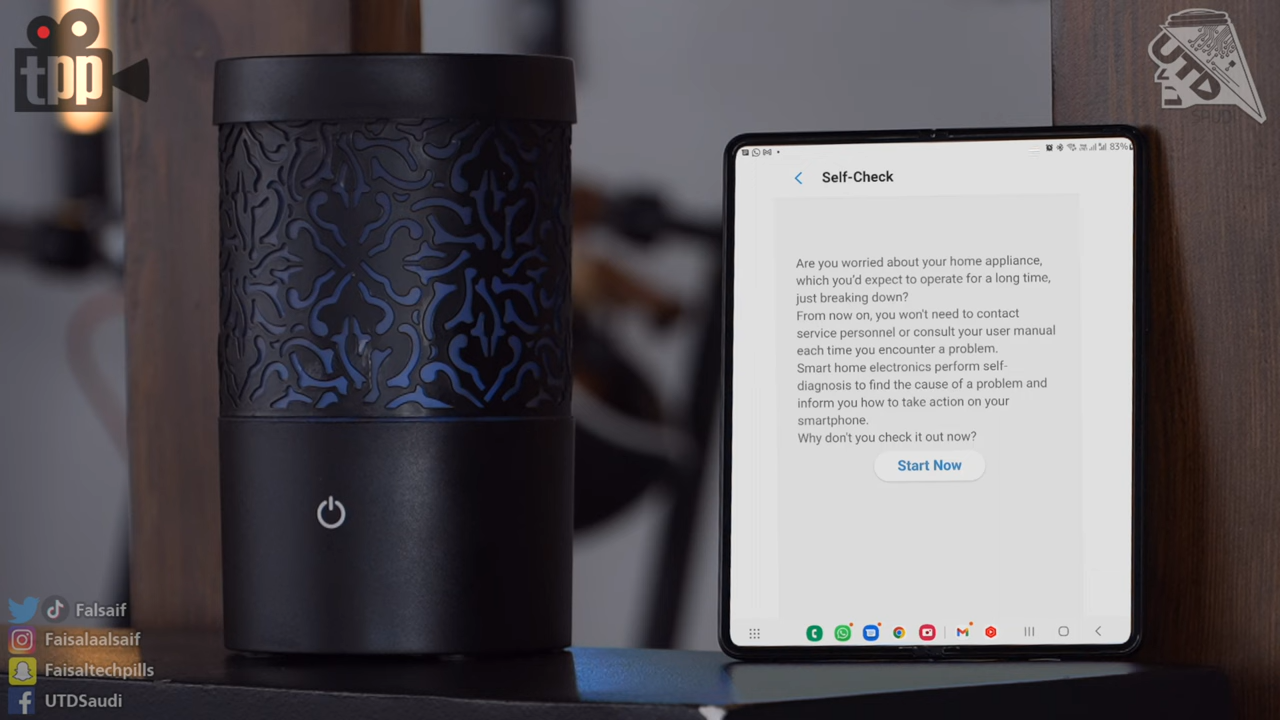 tpp
UTD
83%
Self-Check
Are you worried about your home appliance,
which you'd expect to operate for a long time,
just breaking down?
From now on, you won't need to contact
service personnel or consult your user manual
each time you encounter a problem.
Smart home electronics perform self-
diagnosis to find the cause of a problem and
inform you how to take action on your
smartphone.
Why don't you check it out now?
Start Now
Falsaif
Faisalaalsaif
Faisaltechpills
UTDSaudi